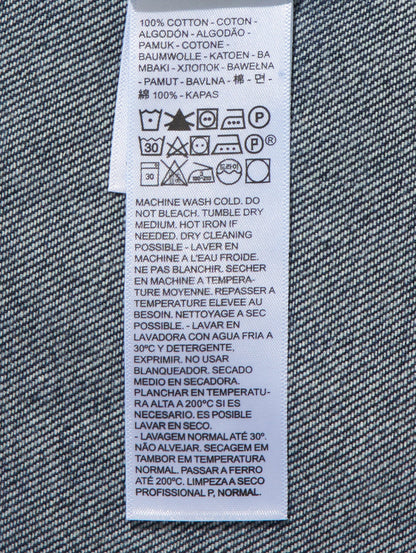 100% COTTON - COTON -
ALGODÓN - ALGODÃO -
PAMUK - COTONE -
BAUMWOLLE - KATOEN - BA
MBAKI - ХЛОПОК - BAWEŁNA
- PAMUT - BAVLNA - 棉 - 면 -
綿 100% - KAPAS
P
30 P ®
30
MACHINE WASH COLD. DO
NOT BLEACH. TUMBLE DRY
MEDIUM. HOT IRON IF
NEEDED. DRY CLEANING
POSSIBLE - LAVER EN
MACHINE A L'EAU FROIDE.
NE PAS BLANCHIR. SECHER
EN MACHINE A TEMPERA-
TURE MOYENNE. REPASSER A
TEMPERATURE ELEVEE AU
BESOIN. NETTOYAGE A SEC
POSSIBLE. - LAVAR EN
LAVADORA CON AGUA FRIA A
30ºC Y DETERGENTE.
EXPRIMIR. NO USAR
BLANQUEADOR. SECADO
MEDIO EN SECADORA.
PLANCHAR EN TEMPERATU-
RA ALTA A 200ºC SI ES
NECESARIO. ES POSIBLE
LAVAR EN SECO.
- LAVAGEM NORMAL ATÉ 30º.
NÃO ALVEJAR. SECAGEM EM
TAMBOR EM TEMPERATURA
NORMAL. PASSAR A FERRO
ATÉ 200ºC. LIMPEZA A SECO
PROFISSIONAL P, NORMAL.